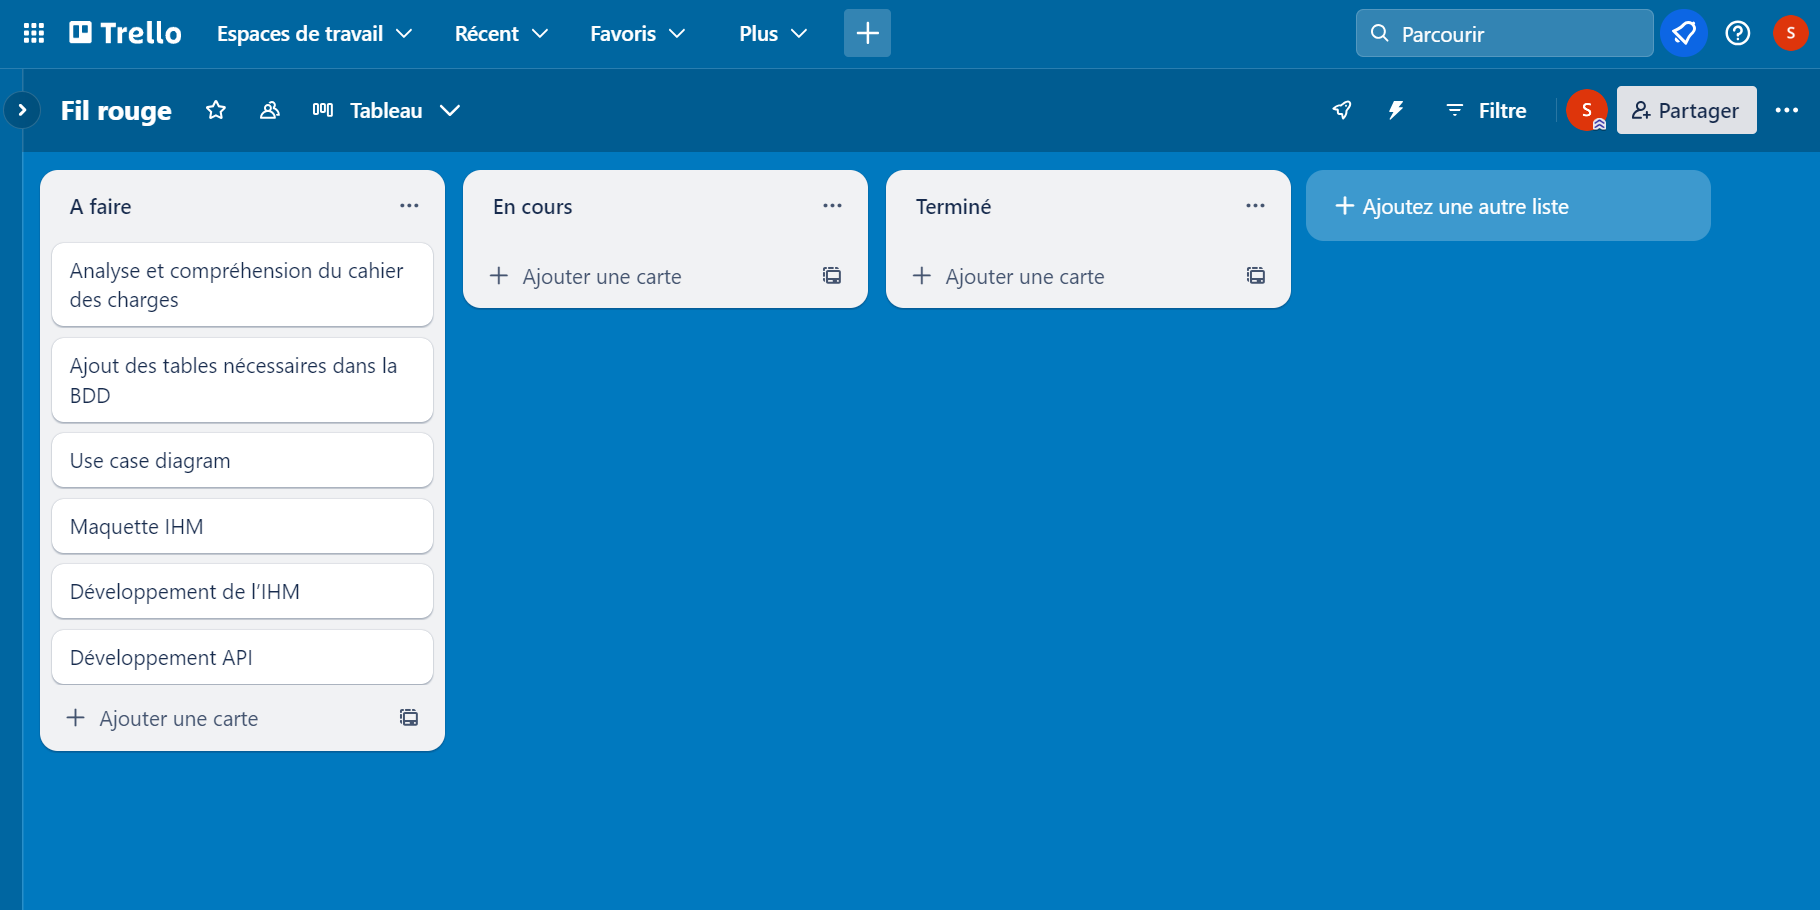 Trello Espaces de travail Récent Favoris Plus Parcourir S
Fil rouge Tableau Filtre S Partager
A faire
Analyse et compréhension du cahier
des charges
Ajout des tables nécessaires dans la
BDD
Use case diagram
Maquette IHM
Développement de l’IHM
Développement API
Ajouter une carte
En cours
Ajouter une carte
Terminé
Ajouter une carte
Ajoutez une autre liste